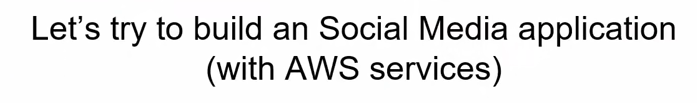 Let's try to build an Social Media application
(with AWS services)